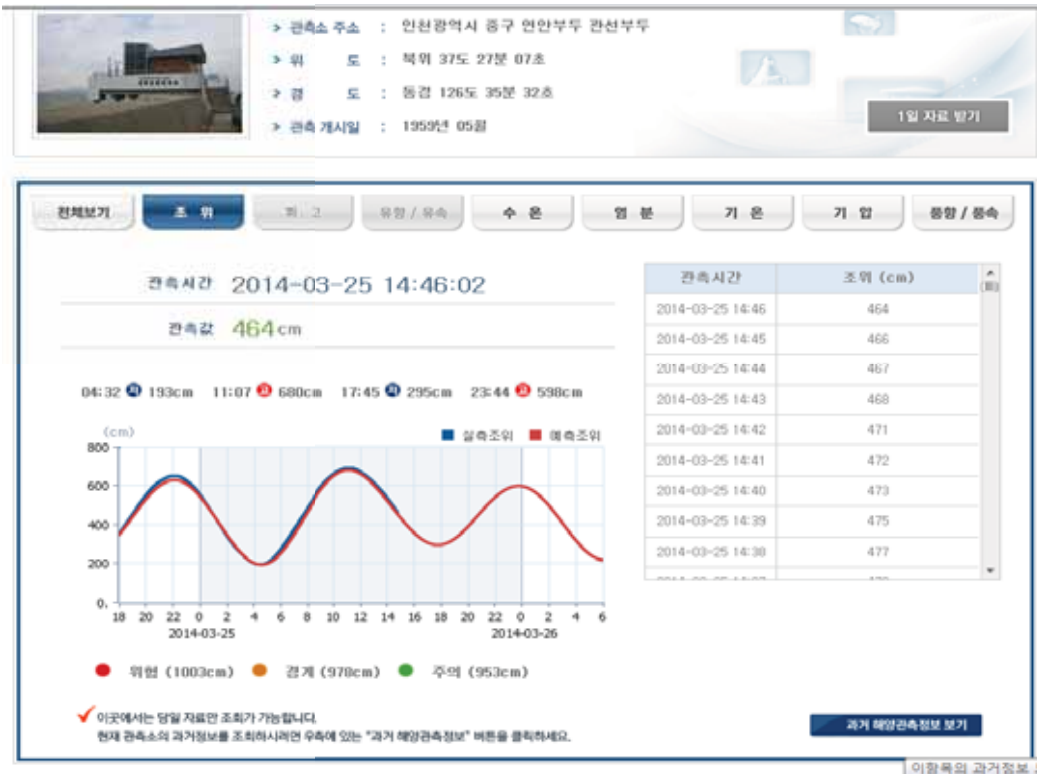 > 관측소 주소 : 인천광역시 중구 연안부두 관선부두
> 위 도 : 북위 37도 27분 07초
> 경 도 : 동경 126도 35분 32초
> 관측 개시일 : 1959년 05월
1일 자료 받기
전체보기 조 위 파 고 유향 / 유속 수 온 염 분 기 온 기 압 풍향 / 풍속
관측시간 2014-03-25 14:46:02
관측값 464cm
04:32 저 193cm 11:07 고 680cm 17:45 저 295cm 23:44 고 598cm
(cm)
실측조위 예측조위
800
600
400
200
0
18 20 22 0 2 4 6 8 10 12 14 16 18 20 22 0 2 4 6
2014-03-25 2014-03-26
위험 (1003cm) 경계 (978cm) 주의 (953cm)
이곳에서는 당일 자료만 조회가 가능합니다.
현재 관측소의 과거정보를 조회하시려면 우측에 있는 "과거 해양관측정보" 버튼을 클릭하세요.
관측시간 조위 (cm)
2014-03-25 14:46 464
2014-03-25 14:45 466
2014-03-25 14:44 467
2014-03-25 14:43 468
2014-03-25 14:42 471
2014-03-25 14:41 472
2014-03-25 14:40 473
2014-03-25 14:39 475
2014-03-25 14:38 477
과거 해양관측정보 보기
이항목의 과거정보